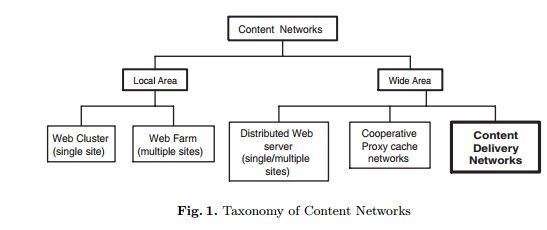 Content Networks
Local Area
Wide Area
Web Cluster
(single site)
Web Farm
(multiple sites)
Distributed Web
server
(single/multiple
sites)
Cooperative
Proxy cache
networks
Content
Delivery
Networks
Fig. 1. Taxonomy of Content Networks